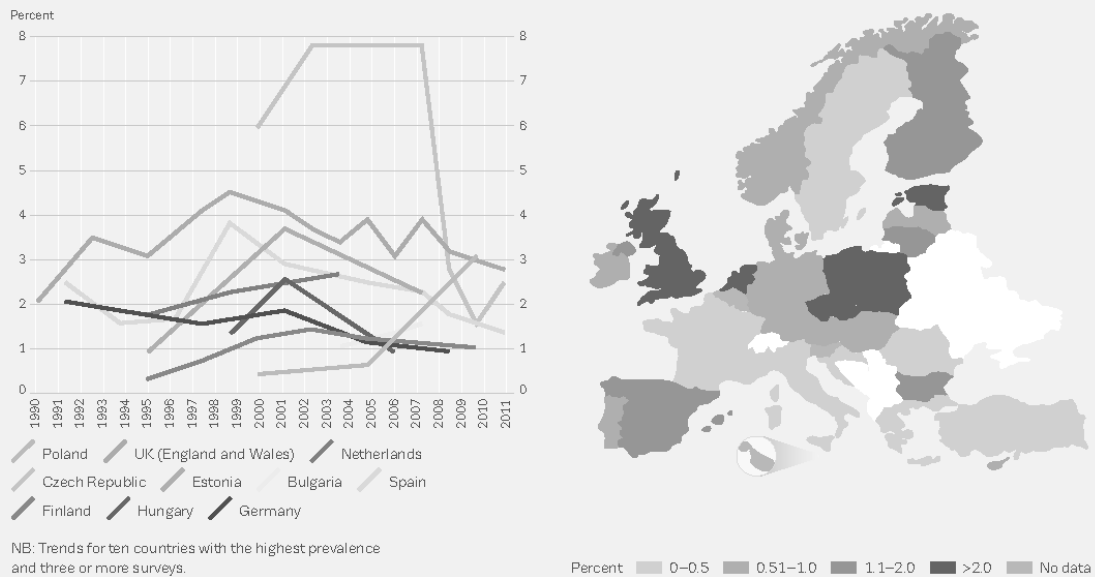 Percent
8 8
7 7
6 6
5 5
4 4
3 3
2 2
1 1
0 0
1990 1991 1992 1993 1994 1995 1996 1997 1998 1999 2000 2001 2002 2003 2004 2005 2006 2007 2008 2009 2010 2011
Poland UK (England and Wales) Netherlands
Czech Republic Estonia Bulgaria Spain
Finland Hungary Germany
NB: Trends for ten countries with the highest prevalence
and three or more surveys.
Percent 0–0.5 0.51–1.0 1.1–2.0 >2.0 No data